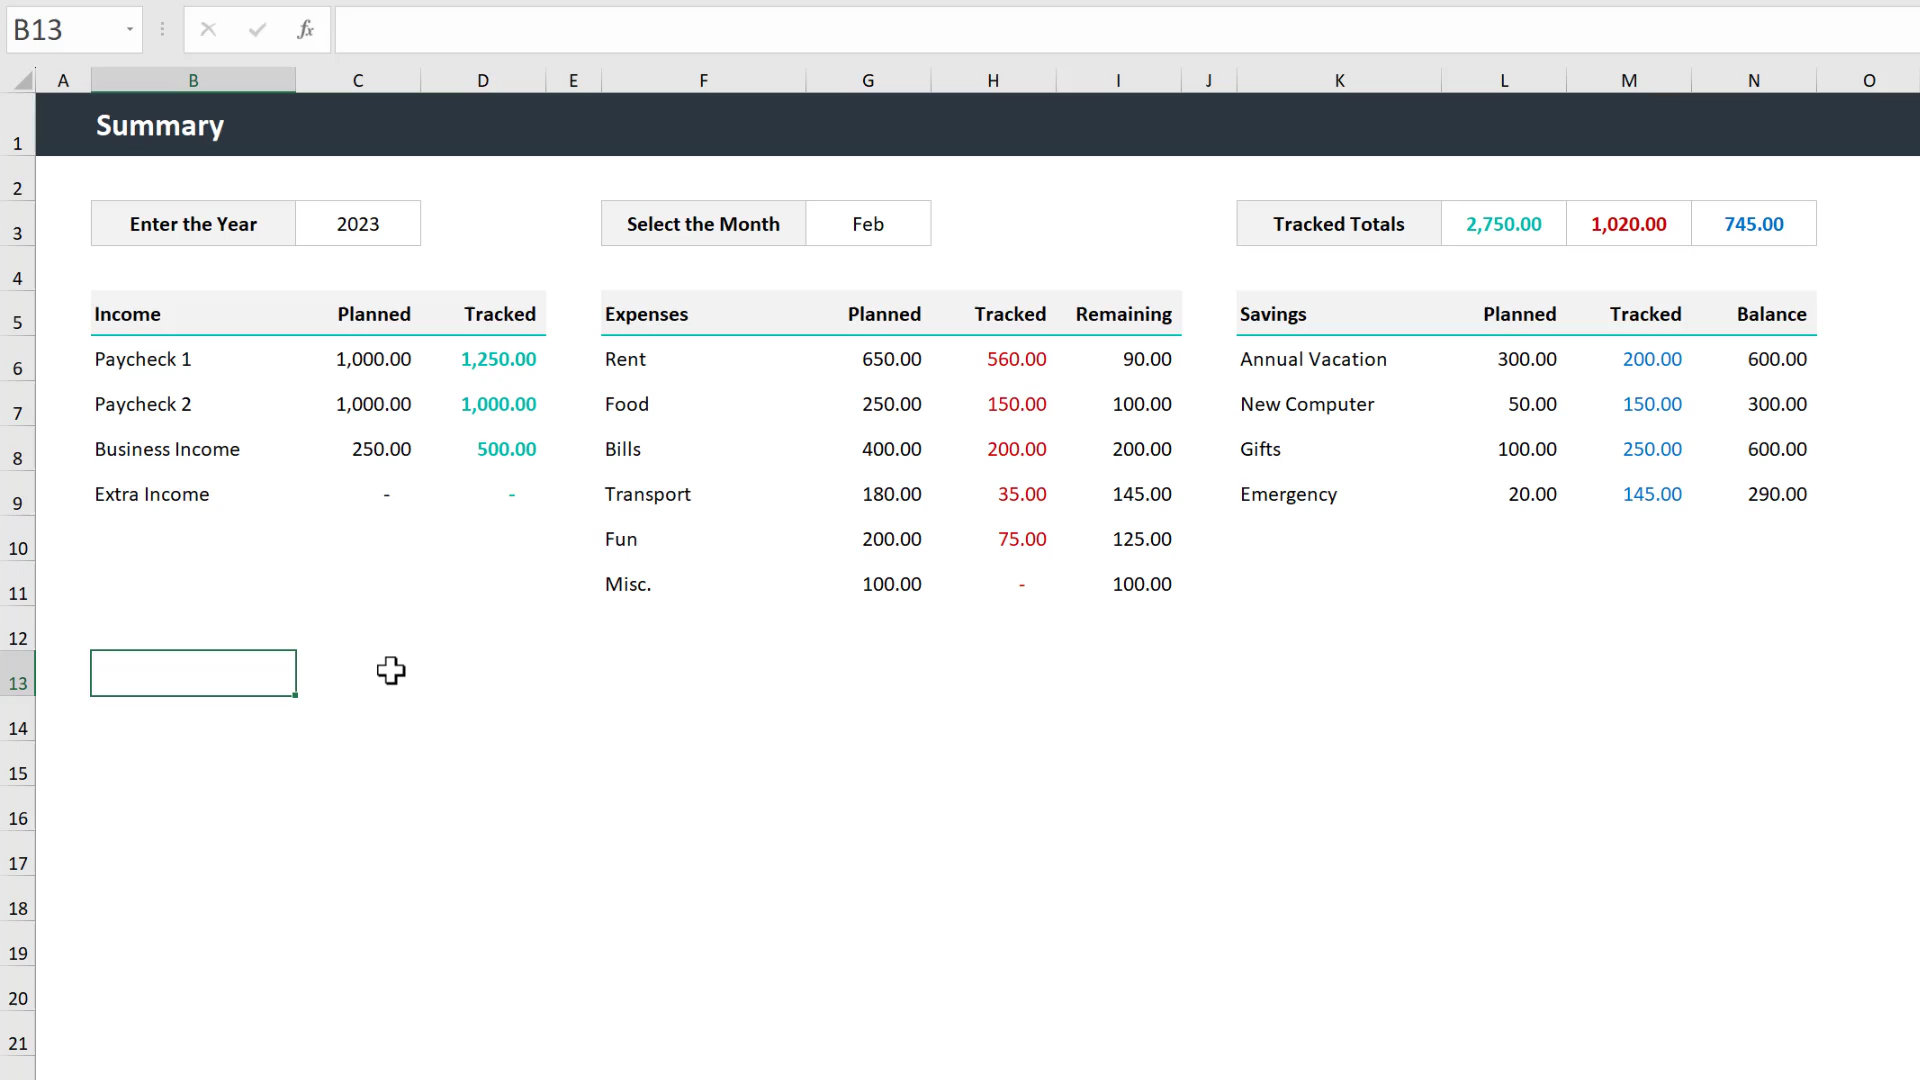 B13 fx
A B C D E F G H I J K L M N O
1 Summary
2
3 Enter the Year 2023 Select the Month Feb Tracked Totals 2,750.00 1,020.00 745.00
4
5 Income Planned Tracked Expenses Planned Tracked Remaining Savings Planned Tracked Balance
6 Paycheck 1 1,000.00 1,250.00 Rent 650.00 560.00 90.00 Annual Vacation 300.00 200.00 600.00
7 Paycheck 2 1,000.00 1,000.00 Food 250.00 150.00 100.00 New Computer 50.00 150.00 300.00
8 Business Income 250.00 500.00 Bills 400.00 200.00 200.00 Gifts 100.00 250.00 600.00
9 Extra Income - - Transport 180.00 35.00 145.00 Emergency 20.00 145.00 290.00
10 Fun 200.00 75.00 125.00
11 Misc. 100.00 - 100.00
12
13
14
15
16
17
18
19
20
21